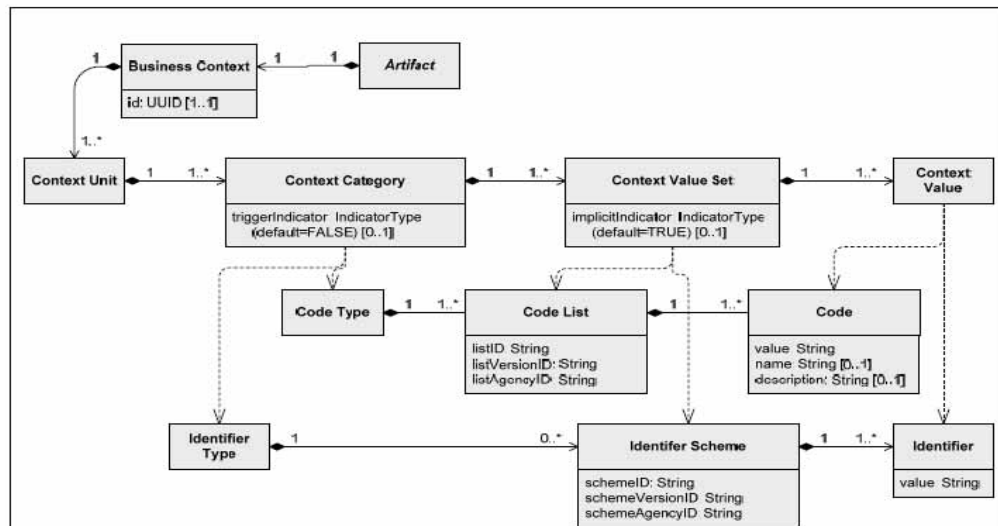 1
1
Business Context
Artifact
id: UUID [1..1]
1..*
Context Unit
1
1..*
Context Category
1
1..*
Context Value Set
1
1..*
Context
Value
triggerIndicator IndicatorType
(default=FALSE) [0..1]
implicitIndicator IndicatorType
(default=TRUE) [0..1]
Code Type
1
1..*
Code List
1
1..*
Code
listID String
listVersionID: String
listAgencyID String
value String
name String [0..1]
description: String [0..1]
Identifier
Type
1
0..*
Identifer Scheme
1
1..*
Identifier
schemeID: String
schemeVersionID String
schemeAgencyID String
value String
1